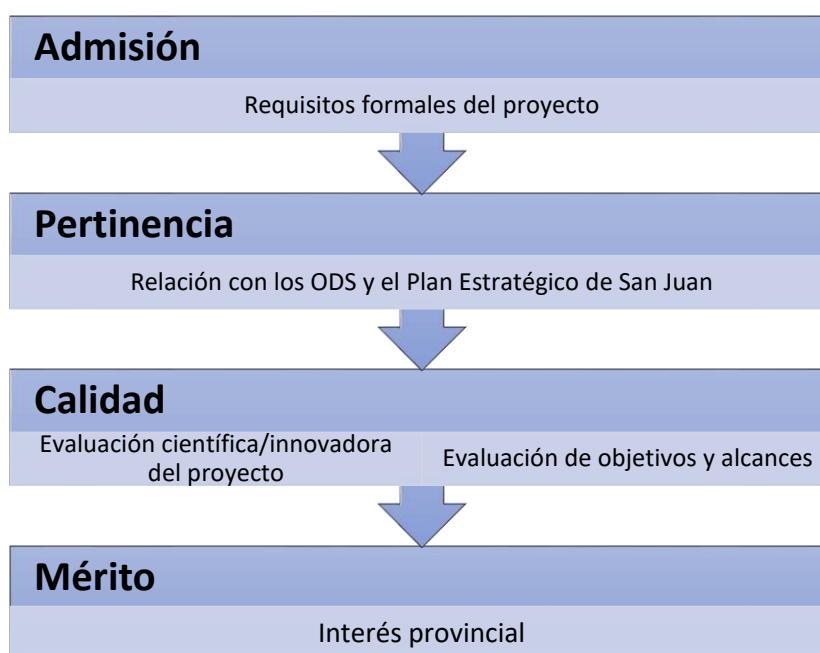 Admisión
Requisitos formales del proyecto
Pertinencia
Relación con los ODS y el Plan Estratégico de San Juan
Calidad
Evaluación científica/innovadora
del proyecto
Evaluación de objetivos y alcances
Mérito
Interés provincial